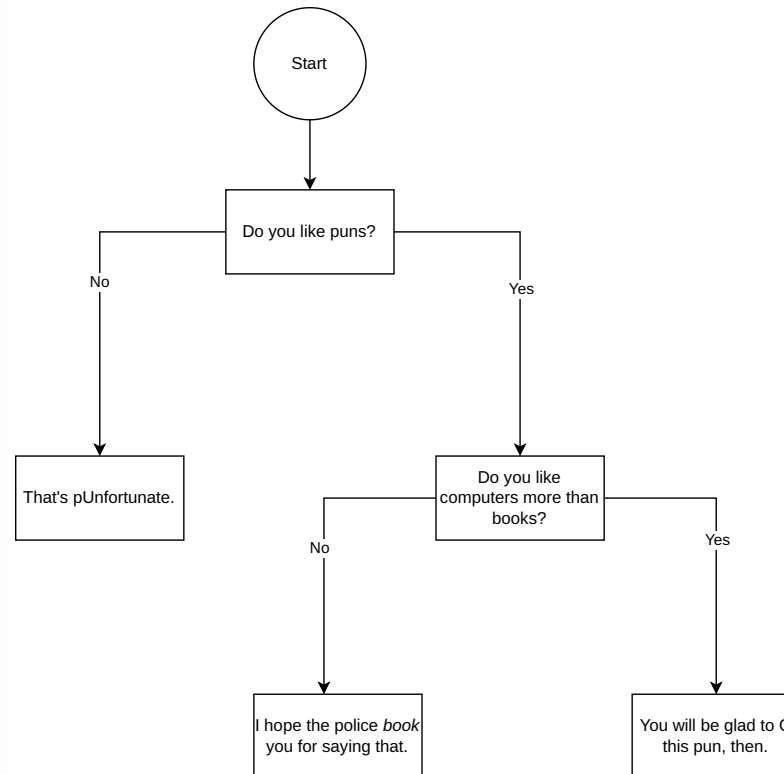 Start
Do you like puns?
No
Yes
That's pUnfortunate.
Do you like
computers more than
books?
No
Yes
I hope the police book
you for saying that.
You will be glad to
this pun, then.